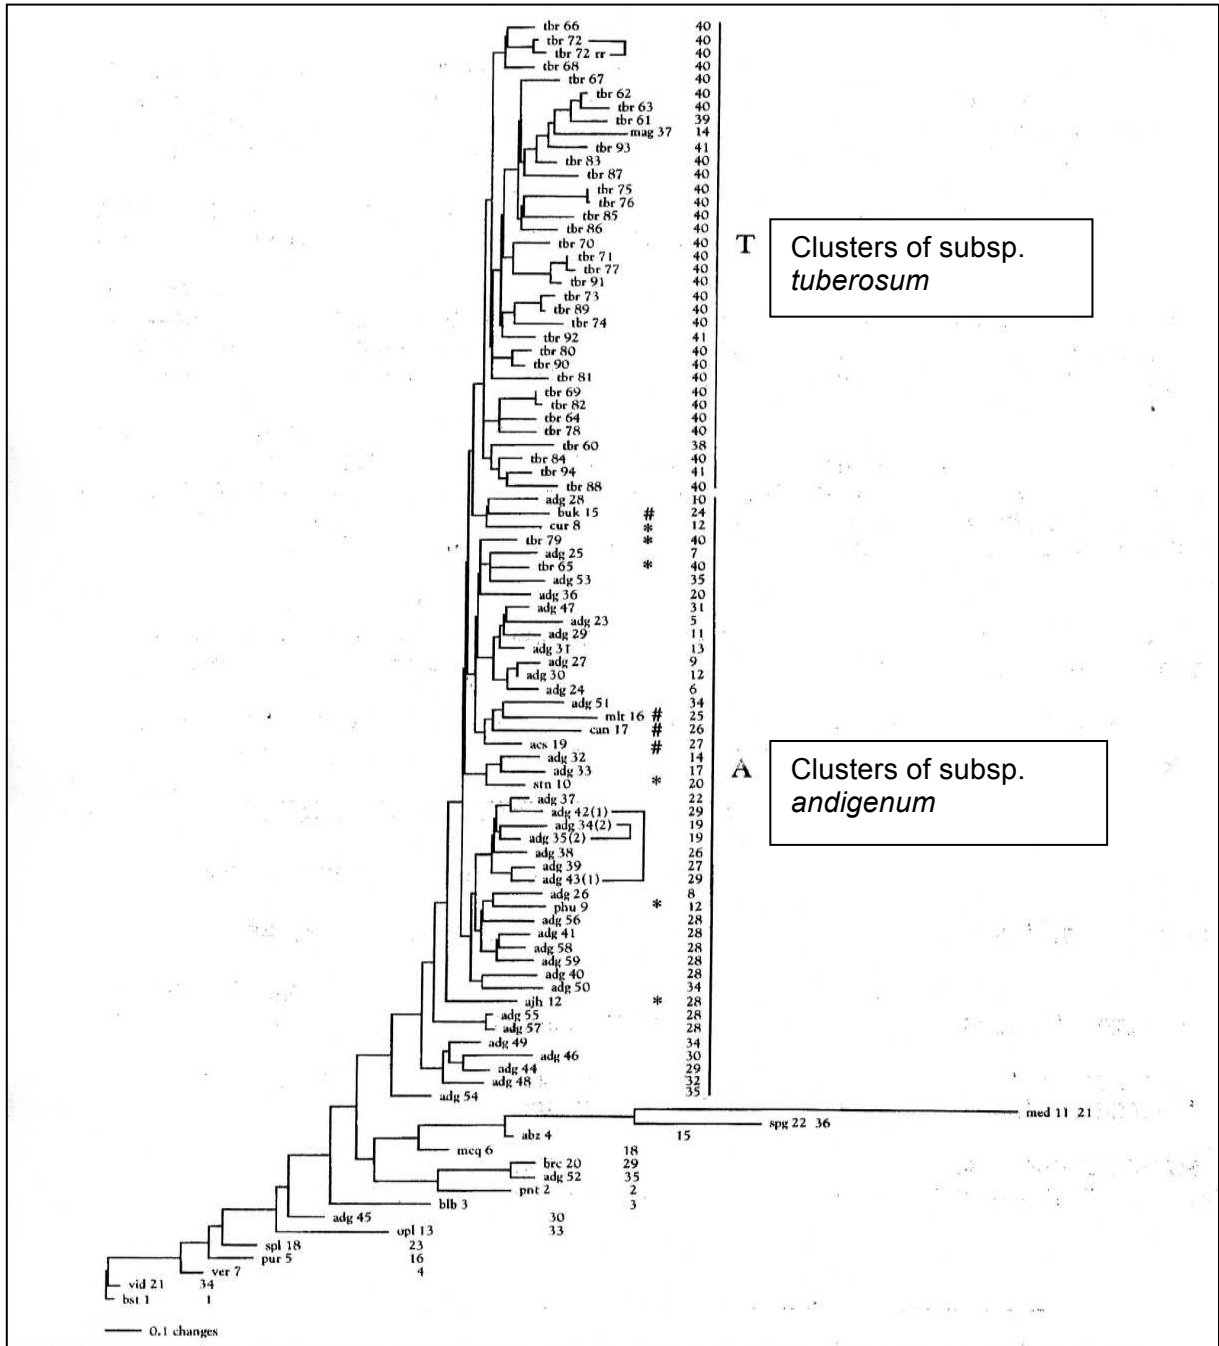 tbr 66 40
tbr 72 40
tbr 72 rr 40
tbr 68 40
tbr 67 40
tbr 62 40
tbr 63 40
tbr 61 39
mag 37 14
tbr 93 41
tbr 83 40
tbr 87 40
tbr 75 40
tbr 76 40
tbr 85 40
tbr 86 40
tbr 70 40
tbr 71 40
tbr 77 40
tbr 91 40
tbr 73 40
tbr 89 40
tbr 74 40
tbr 92 41
tbr 80 40
tbr 90 40
tbr 81 40
tbr 69 40
tbr 82 40
tbr 64 40
tbr 78 40
tbr 60 38
tbr 84 40
tbr 94 41
tbr 88 40
T
Clusters of subsp.
tuberosum
adg 28 10
buk 15 # 24
cur 8 * 12
tbr 79 * 40
adg 25 7
tbr 65 * 40
adg 53 35
adg 36 20
adg 47 31
adg 23 5
adg 29 11
adg 31 13
adg 27 9
adg 30 12
adg 24 6
adg 51 34
mlt 16 # 25
can 17 # 26
acs 19 # 27
adg 32 14
adg 33 17
stn 10 * 20
adg 37 22
adg 42(1) 29
adg 34(2) 19
adg 35(2) 19
adg 38 26
adg 39 27
adg 43(1) 29
adg 26 8
phu 9 * 12
adg 56 28
adg 41 28
adg 58 28
adg 59 28
adg 40 28
adg 50 34
ajh 12 * 28
adg 55 28
adg 57 28
adg 49 34
adg 46 30
adg 44 29
adg 48 32
adg 54 35
A
Clusters of subsp.
andigenum
med 11 21
spg 22 36
abz 4 15
mcq 6 18
brc 20 29
adg 52 35
pnt 2 2
blb 3 3
adg 45 30
opl 13 33
spl 18 23
pur 5 16
ver 7 4
vid 21 34
bst 1 1
0.1 changes